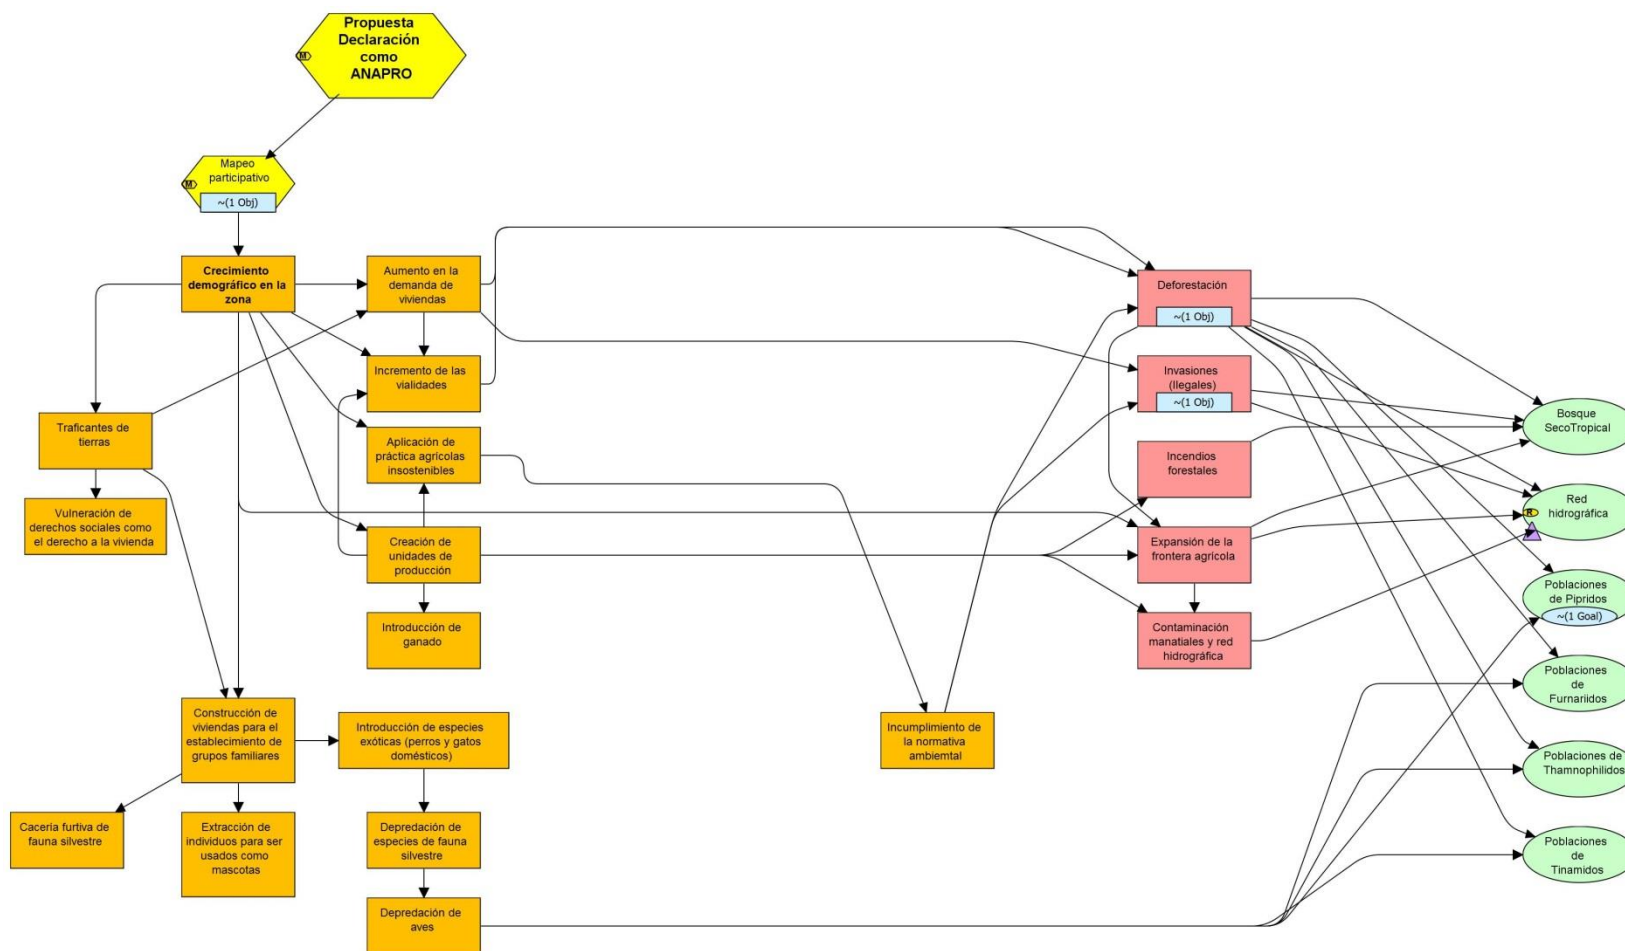 Propuesta
Declaración
como
ANAPRO
M
Mapeo
participativo
M
~(1 Obj)
Crecimiento
demográfico en la
zona
Aumento en la
demanda de
viviendas
Deforestación
~(1 Obj)
Incremento de las
vialidades
Invasiones
(Ilegales)
~(1 Obj)
Traficantes de
tierras
Aplicación de
práctica agrícolas
insostenibles
Incendios
forestales
Bosque
SecoTropical
Vulneración de
derechos sociales como
el derecho a la vivienda
Creación de
unidades de
producción
Expansión de la
frontera agrícola
Red
hidrográfica
R
Introducción de
ganado
Contaminación
manatiales y red
hidrográfica
Poblaciones
de Pipridos
~(1 Goal)
Construcción de
viviendas para el
establecimiento de
grupos familiares
Introducción de especies
exóticas (perros y gatos
domésticos)
Incumplimiento de
la normativa
ambiemtal
Poblaciones
de
Furnariidos
Poblaciones de
Thamnophilidos
Cacería furtiva de
fauna silvestre
Extracción de
individuos para ser
usados como
mascotas
Depredación de
especies de fauna
silvestre
Poblaciones
de
Tinamidos
Depredación de
aves